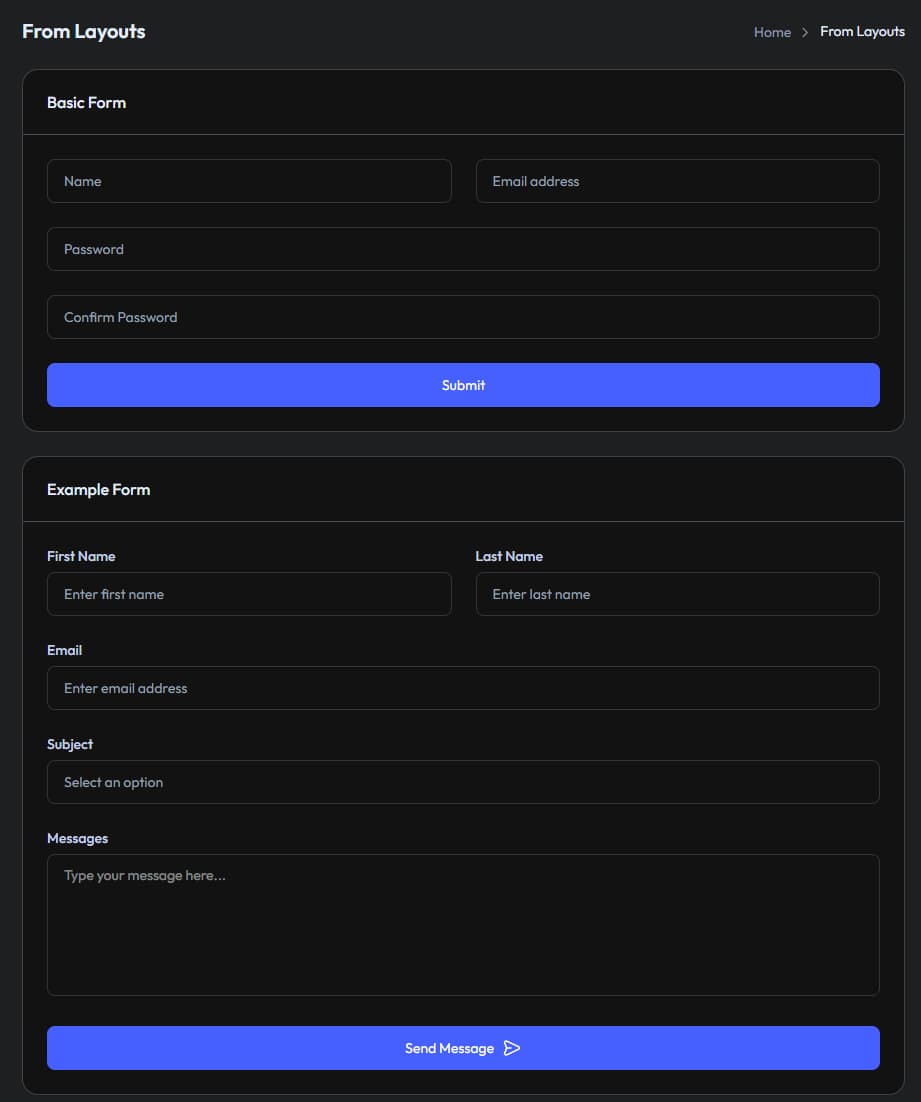 From Layouts
Home From Layouts
Basic Form
Name Email address
Password
Confirm Password
Submit
Example Form
First Name Last Name
Enter first name Enter last name
Email
Enter email address
Subject
Select an option
Messages
Type your message here...
Send Message